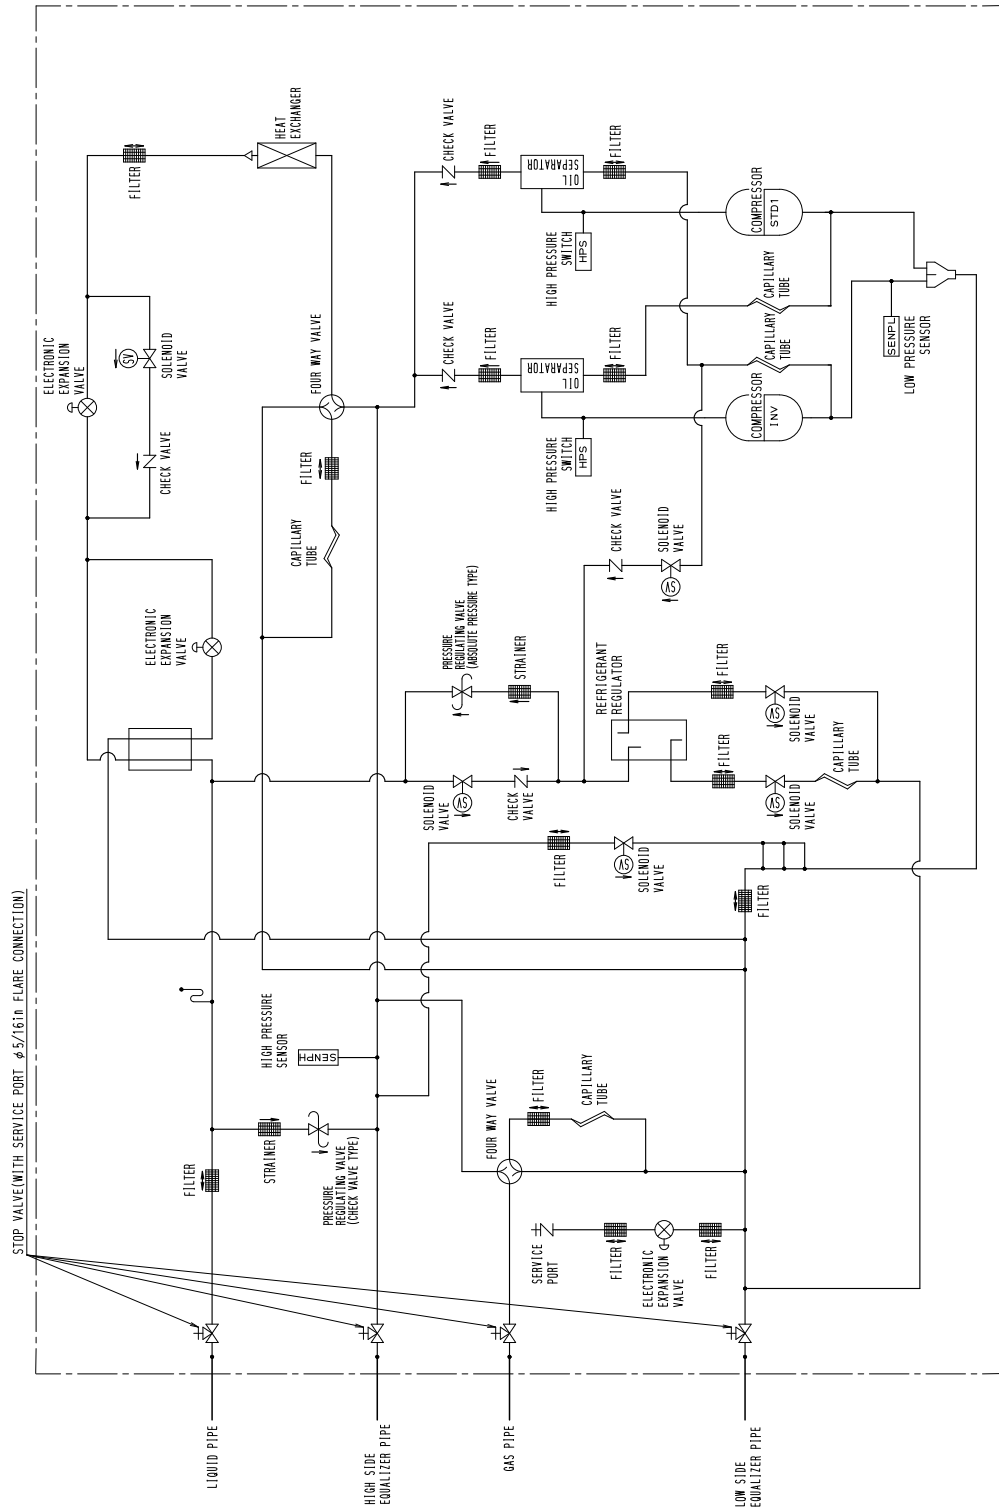 STOP VALVE(WITH SERVICE PORT φ5/16in FLARE CONNECTION)
ELECTRONIC
EXPANSION
VALVE
SV
SOLENOID
VALVE
CHECK VALVE
FILTER
HEAT
EXCHANGER
FOUR WAY VALVE
FILTER
CAPILLARY
TUBE
ELECTRONIC
EXPANSION
VALVE
CHECK VALVE
FILTER
OIL
SEPARATOR
FILTER
HIGH PRESSURE
SWITCH
HPS
COMPRESSOR
STD1
CAPILLARY
TUBE
CHECK VALVE
FILTER
OIL
SEPARATOR
FILTER
HIGH PRESSURE
SWITCH
HPS
COMPRESSOR
INV
CAPILLARY
TUBE
SENPL
LOW PRESSURE
SENSOR
CHECK VALVE
SOLENOID
VALVE
SV
PRESSURE
REGULATING VALVE
(ABSOLUTE PRESSURE TYPE)
STRAINER
REFRIGERANT
REGULATOR
SOLENOID
VALVE
SV
CHECK
VALVE
FILTER
SV
SOLENOID
VALVE
FILTER
SV
SOLENOID
VALVE
CAPILLARY
TUBE
FILTER
SV
SOLENOID
VALVE
FILTER
HIGH PRESSURE
SENSOR
SENPH
FILTER
STRAINER
PRESSURE
REGULATING VALVE
(CHECK VALVE TYPE)
FOUR WAY VALVE
FILTER
CAPILLARY
TUBE
SERVICE
PORT
FILTER
ELECTRONIC
EXPANSION
VALVE
FILTER
LIQUID PIPE
HIGH SIDE
EQUALIZER PIPE
GAS PIPE
LOW SIDE
EQUALIZER PIPE